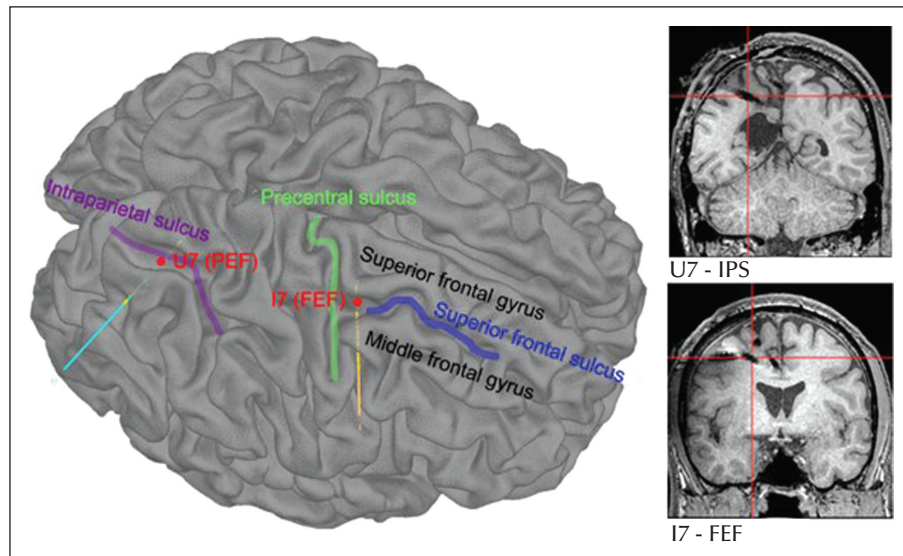 Intraparietal sulcus
U7 (PEF)
Precentral sulcus
I7 (FEF)
Superior frontal gyrus
Superior frontal sulcus
Middle frontal gyrus
U7 - IPS
I7 - FEF